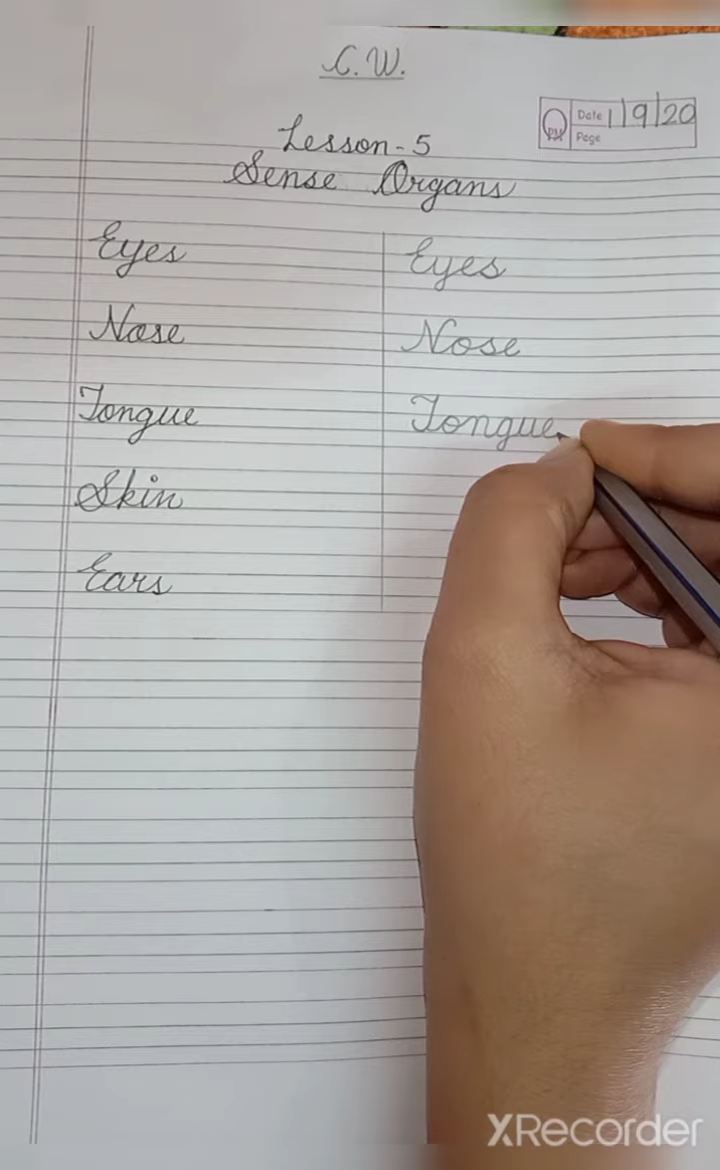 C.W.
Date 1/9/20
Page
Lesson-5
Sense Organs
Eyes Eyes
Nose Nose
Tongue Tongue
Skin
Ears
XRecorder